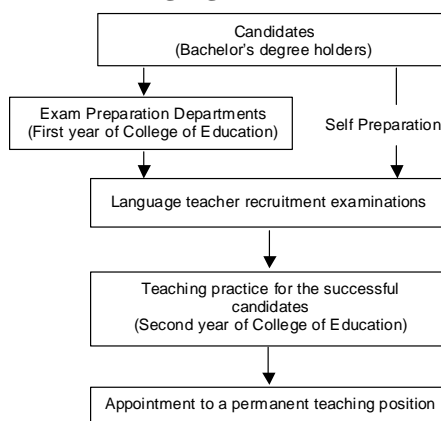 Candidates
(Bachelor's degree holders)
Exam Preparation Departments
(First year of College of Education)
Self Preparation
Language teacher recruitment examinations
Teaching practice for the successful
candidates
(Second year of College of Education)
Appointment to a permanent teaching position